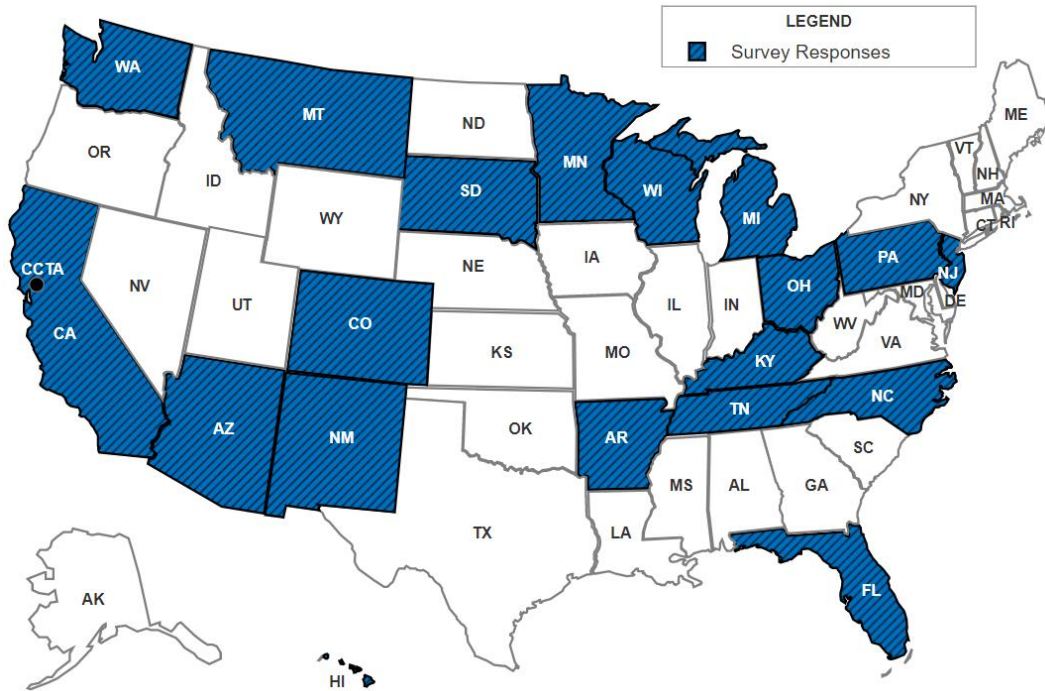 LEGEND
Survey Responses
WA
MT
ND
MN
ME
VT
NH
OR
ID
SD
WI
MI
NY
MA
CT
RI
WY
CCTA
NV
UT
NE
IA
PA
NJ
OH
IL
IN
MD
DE
WV
CA
CO
KS
MO
KY
VA
AZ
NM
OK
AR
TN
NC
SC
MS
AL
GA
TX
LA
FL
AK
HI